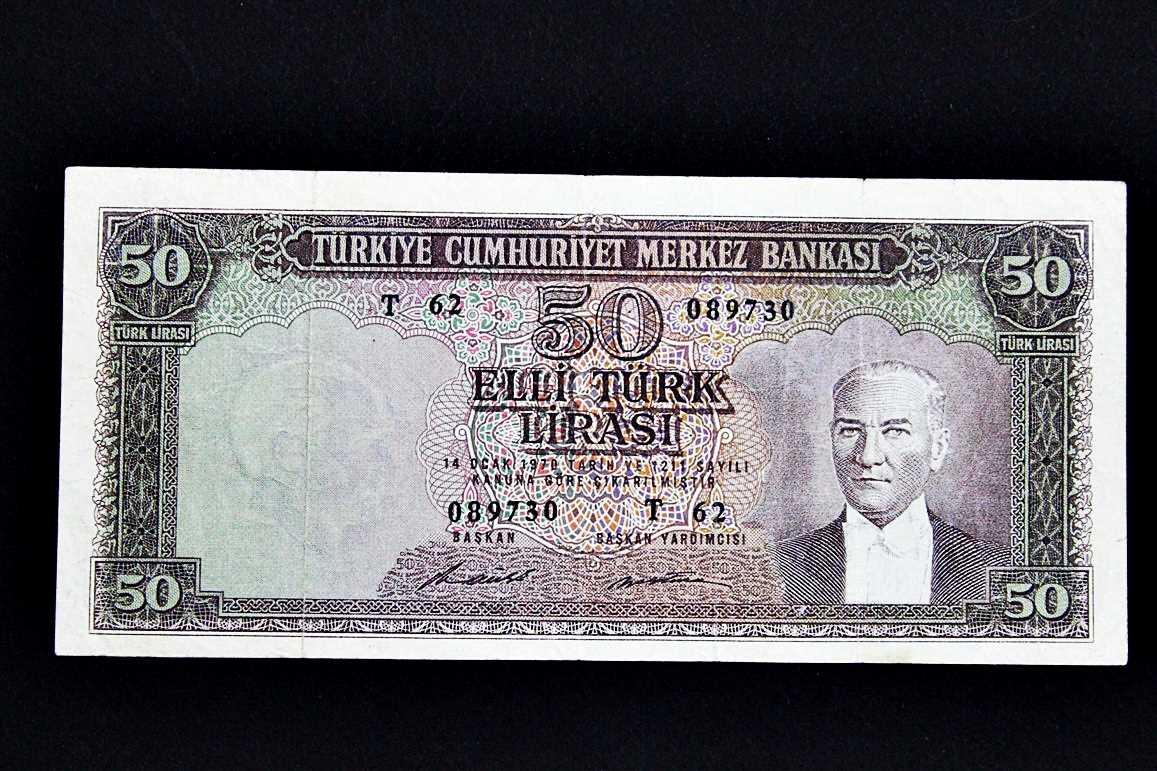 50 TÜRKİYE CUMHURİYET MERKEZ BANKASI 50
TÜRK LİRASI T 62 50 089730 TÜRK LİRASI
ELLİ TÜRK
LİRASI
14 OCAK 1970 TARİH VE 1211 SAYILI
KANUNA GÖRE ÇIKARILMIŞTIR
089730 T 62
BAŞKAN BAŞKAN YARDIMCISI
50 50